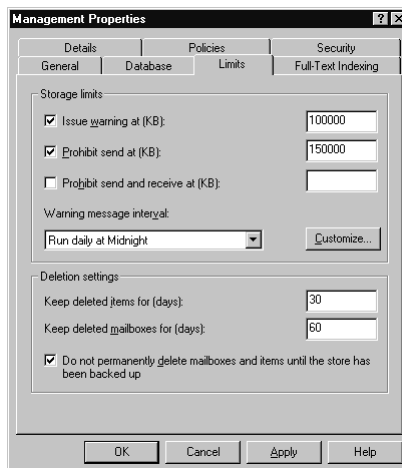 Management Properties
Details Policies Security
General Database Limits Full-Text Indexing
Storage limits
Issue warning at (KB): 100000
Prohibit send at (KB): 150000
Prohibit send and receive at (KB):
Warning message interval:
Run daily at Midnight Customize...
Deletion settings
Keep deleted items for (days): 30
Keep deleted mailboxes for (days): 60
Do not permanently delete mailboxes and items until the store has
been backed up
OK Cancel Apply Help